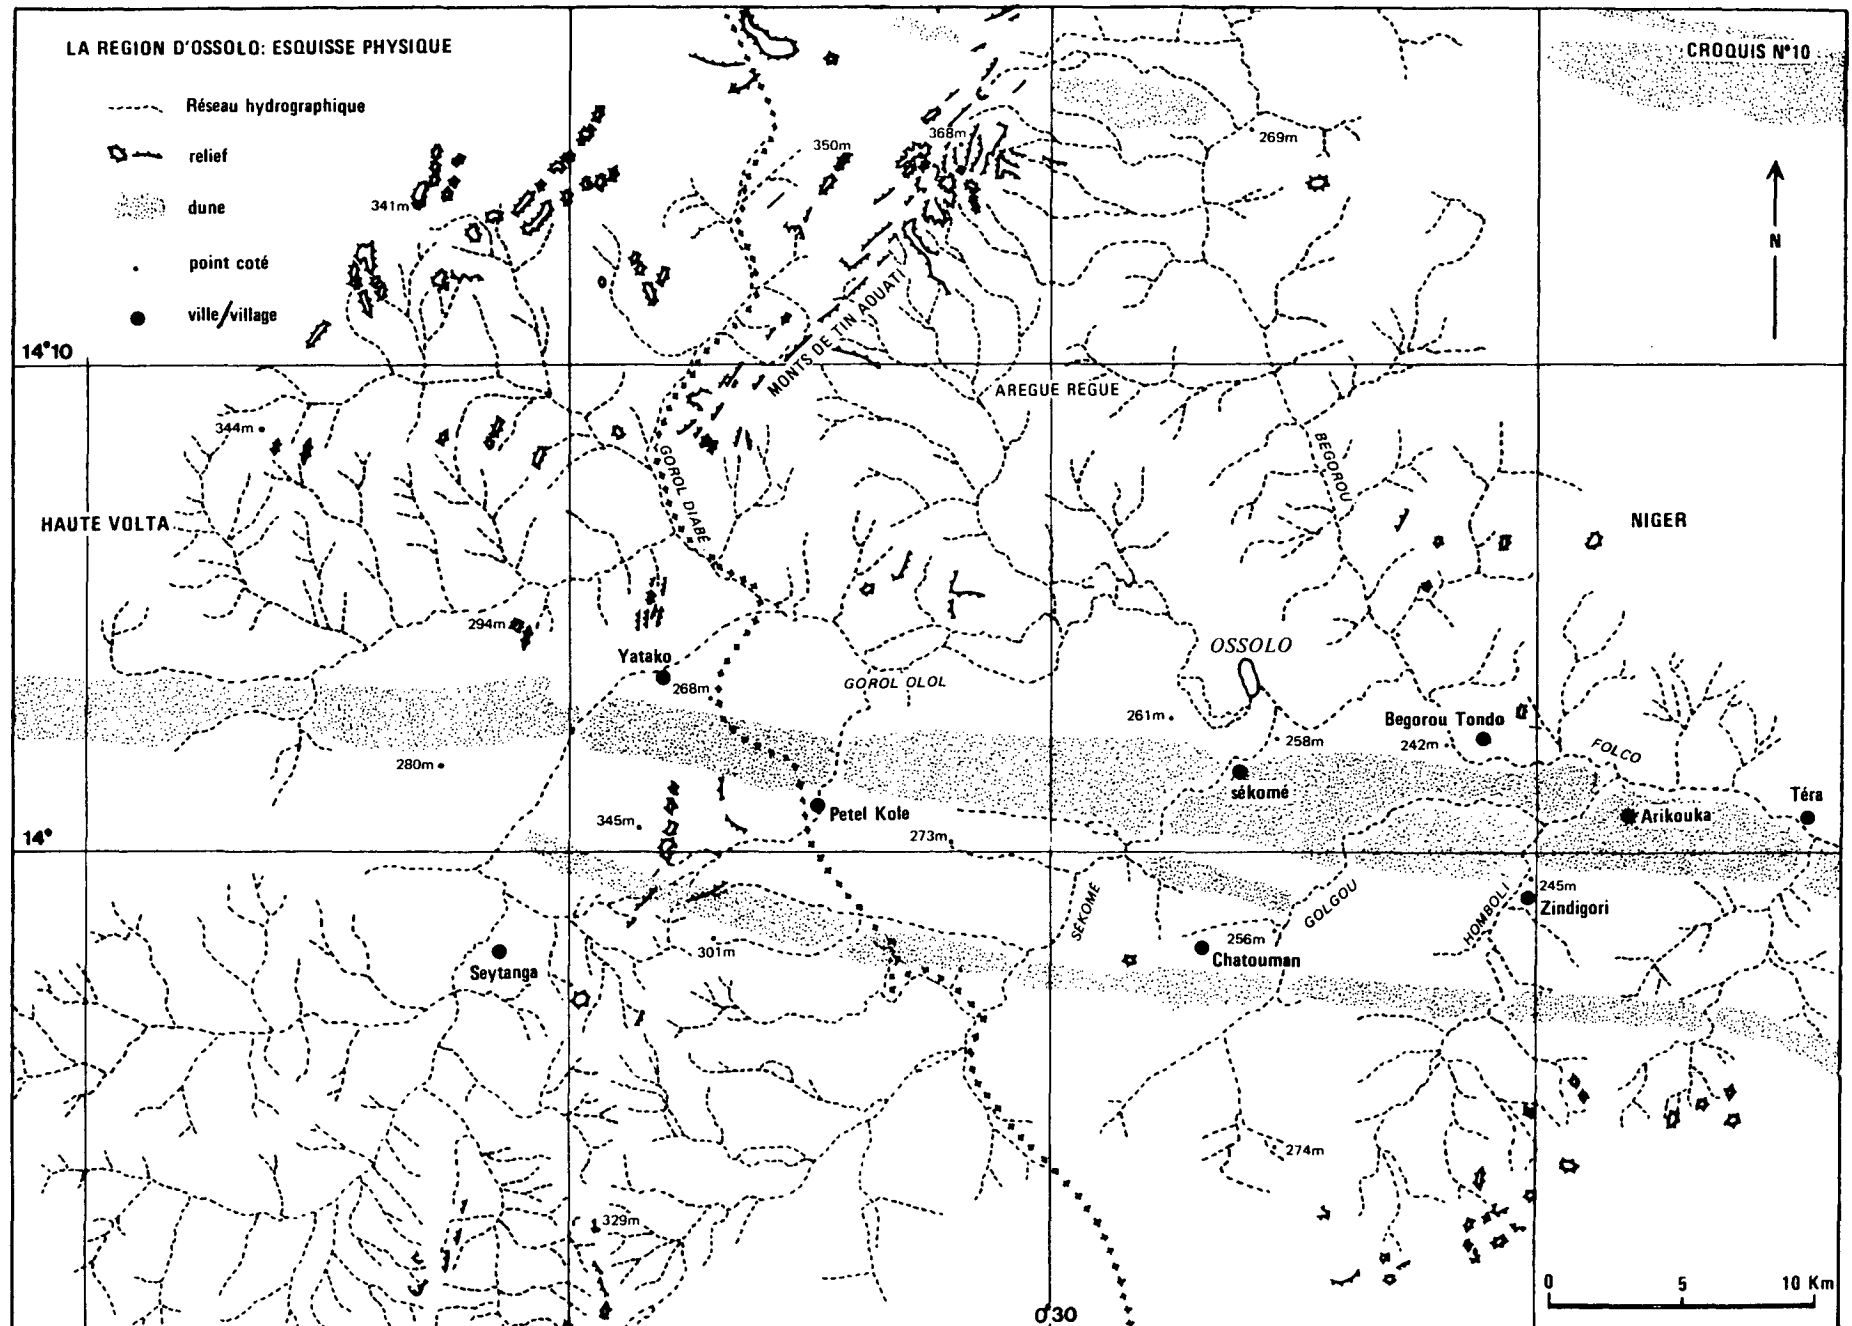 LA REGION D'OSSOLO: ESQUISSE PHYSIQUE
CROQUIS N°10
Réseau hydrographique
relief
dune
point coté
ville/village
N
368m
350m
269m
341m
14°10
MONTS DE TIN AOUATI
AREGUE REGUE
344m
GOROL DIABÉ
BEGOROU
HAUTE VOLTA
NIGER
294m
Yatako
268m
GOROL OLOL
OSSOLO
261m
258m
Begorou Tondo
242m
FOLCO
280m
sékomé
Petel Kole
345m
273m
Arikouka
Téra
14°
SÉKOMÉ
GOLGOU
HOMBOLI
245m
Zindigori
256m
Chatouman
301m
Seytanga
274m
329m
0 5 10 Km
0°30